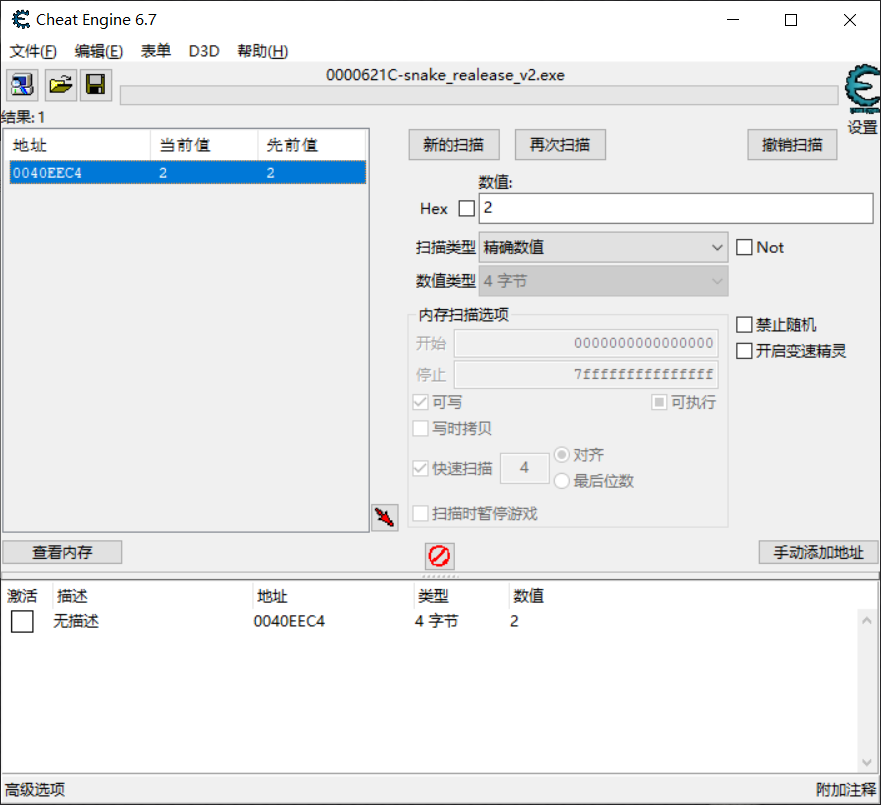 Cheat Engine 6.7
文件(F) 编辑(E) 表单 D3D 帮助(H)
0000621C-snake_realease_v2.exe
设置
结果: 1
地址 当前值 先前值
0040EEC4 2 2
新的扫描 再次扫描 撤销扫描
数值:
Hex 2
扫描类型 精确数值 Not
数值类型 4 字节
内存扫描选项
开始 0000000000000000
停止 7fffffffffffffff
可写 可执行
写时拷贝
快速扫描 4 对齐
最后位数
扫描时暂停游戏
禁止随机
开启变速精灵
查看内存 手动添加地址
激活 描述 地址 类型 数值
无描述 0040EEC4 4 字节 2
高级选项 附加注释